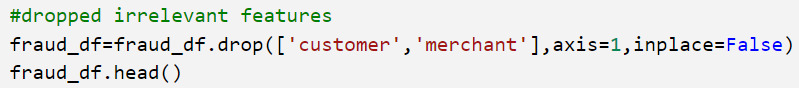 #dropped irrelevant features
fraud_df=fraud_df.drop(['customer','merchant'],axis=1,inplace=False)
fraud_df.head()